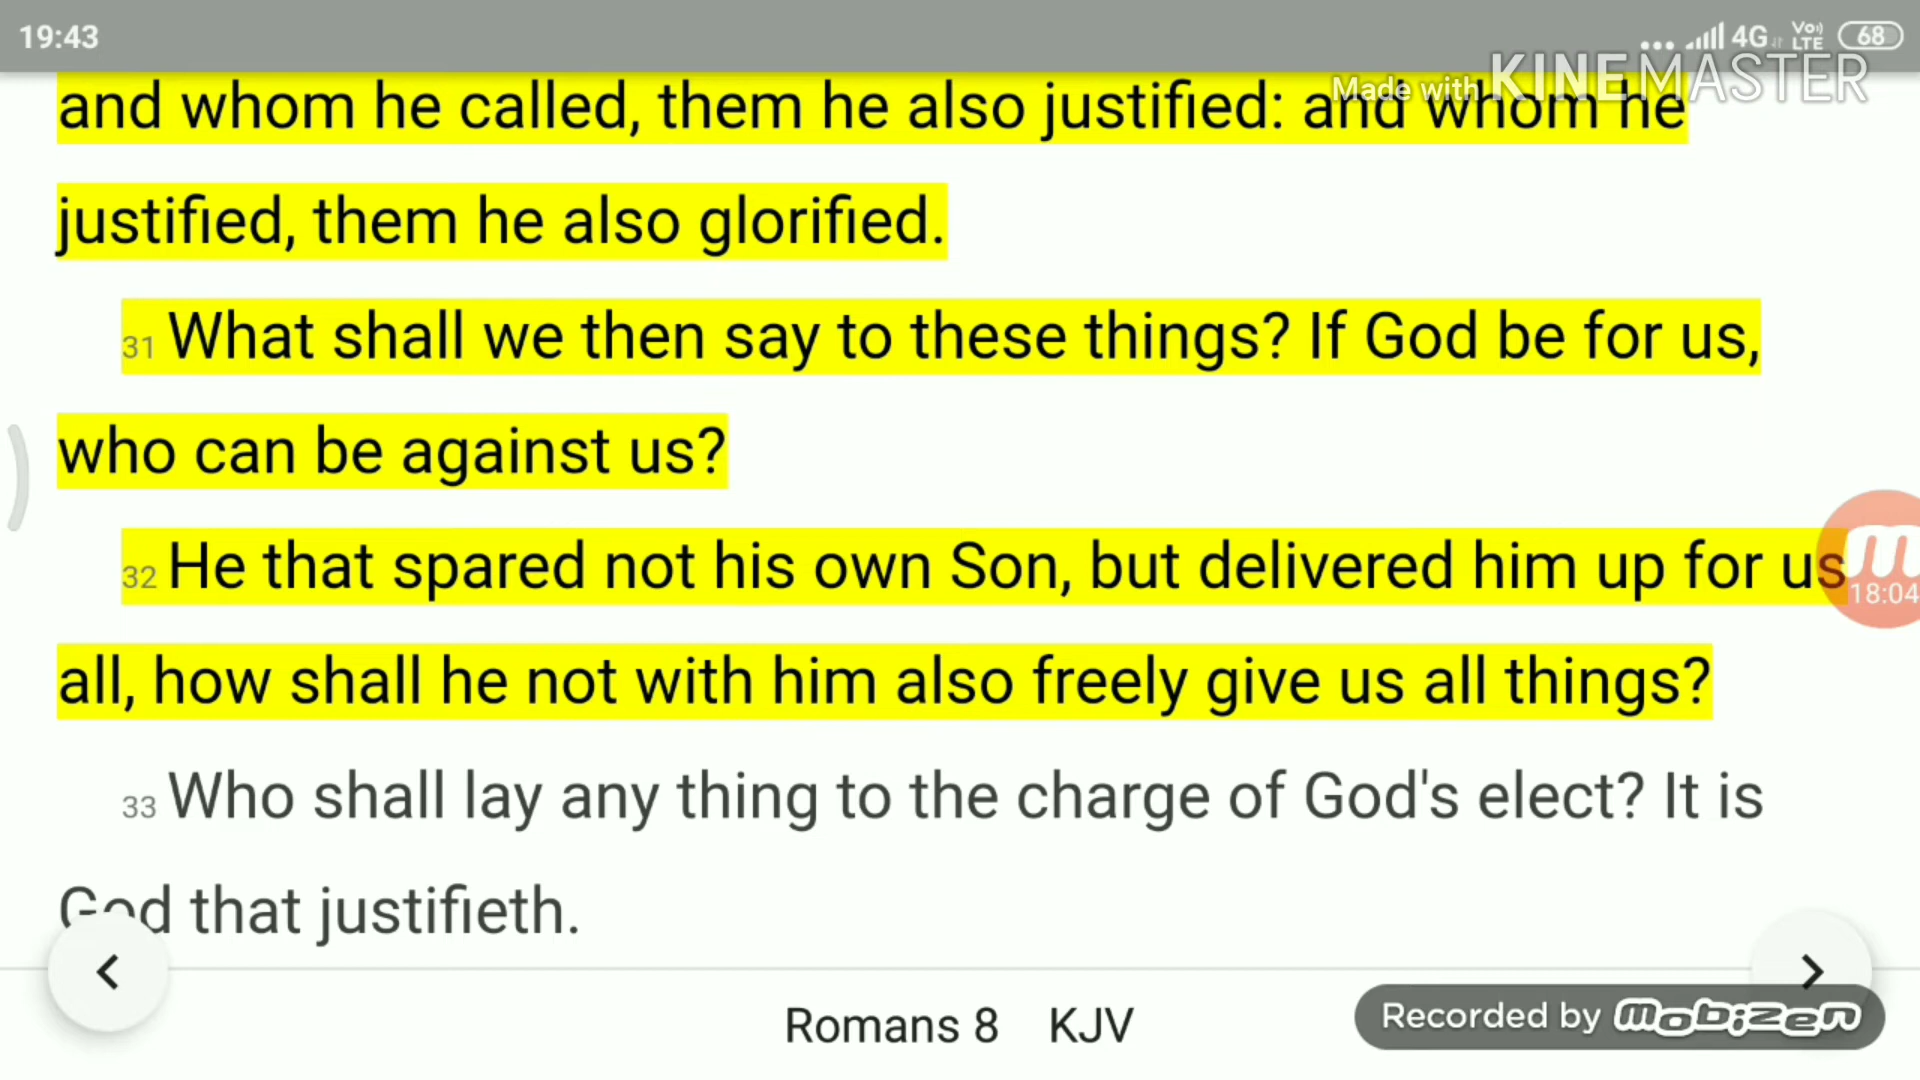 19:43
4G Vo) LTE 68
Made with KINEMASTER
and whom he called, them he also justified: and whom he
justified, them he also glorified.
31 What shall we then say to these things? If God be for us,
who can be against us?
32 He that spared not his own Son, but delivered him up for us
18:04
all, how shall he not with him also freely give us all things?
33 Who shall lay any thing to the charge of God's elect? It is
God that justifieth.
Romans 8 KJV
Recorded by mobizen